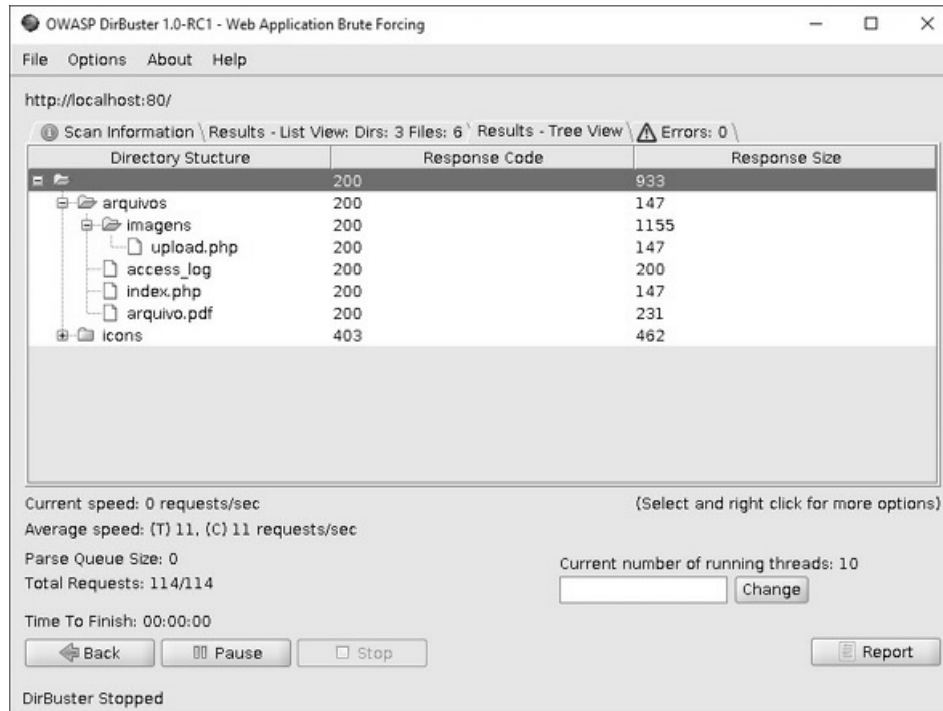 OWASP DirBuster 1.0-RC1 - Web Application Brute Forcing
File Options About Help
http://localhost:80/
Scan Information Results - List View: Dirs: 3 Files: 6 Results - Tree View Errors: 0
Directory Stucture Response Code Response Size
200 933
arquivos 200 147
imagens 200 1155
upload.php 200 147
access_log 200 200
index.php 200 147
arquivo.pdf 200 231
icons 403 462
Current speed: 0 requests/sec (Select and right click for more options)
Average speed: (T) 11, (C) 11 requests/sec
Parse Queue Size: 0
Current number of running threads: 10
Total Requests: 114/114
Change
Time To Finish: 00:00:00
Back Pause Stop Report
DirBuster Stopped